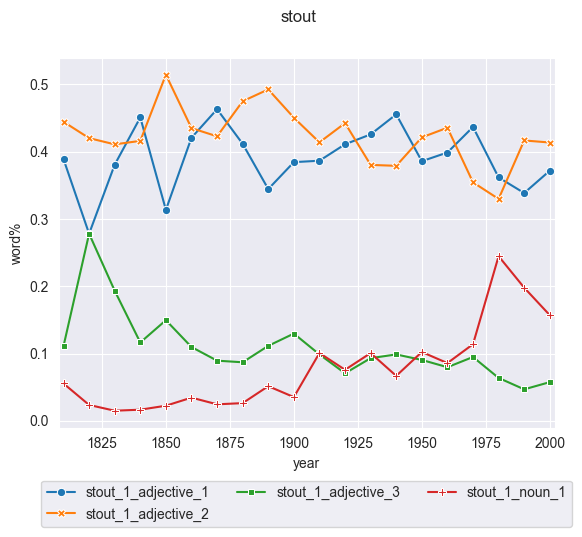 stout
0.5
0.4
0.3
0.2
0.1
0.0
word%
1825 1850 1875 1900 1925 1950 1975 2000
year
stout_1_adjective_1 stout_1_adjective_3 stout_1_noun_1
stout_1_adjective_2